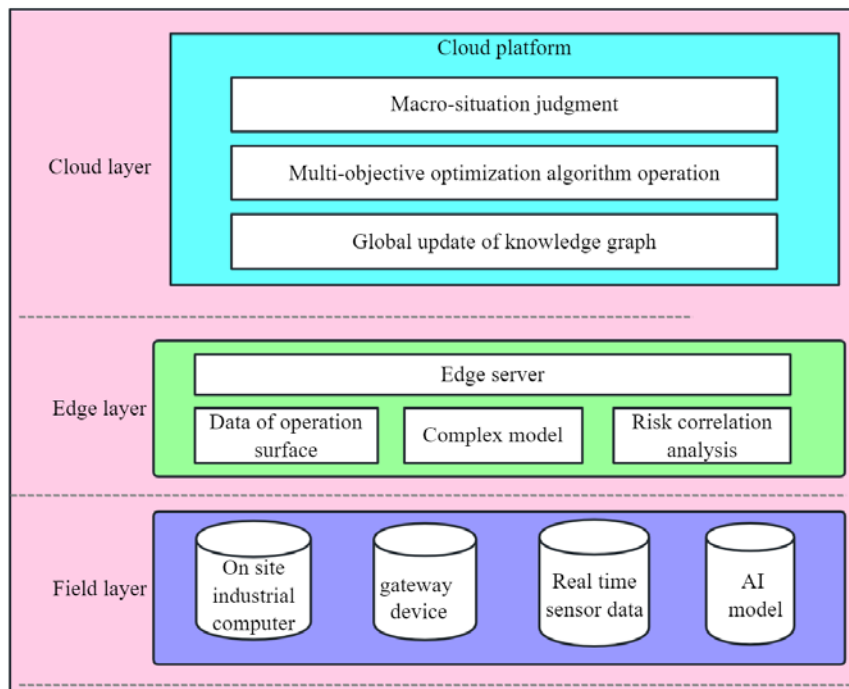 Cloud platform
Macro-situation judgment
Cloud layer
Multi-objective optimization algorithm operation
Global update of knowledge graph
Edge server
Edge layer
Data of operation
surface
Complex model
Risk correlation
analysis
Field layer
On site
industrial
computer
gateway
device
Real time
sensor data
AI
model